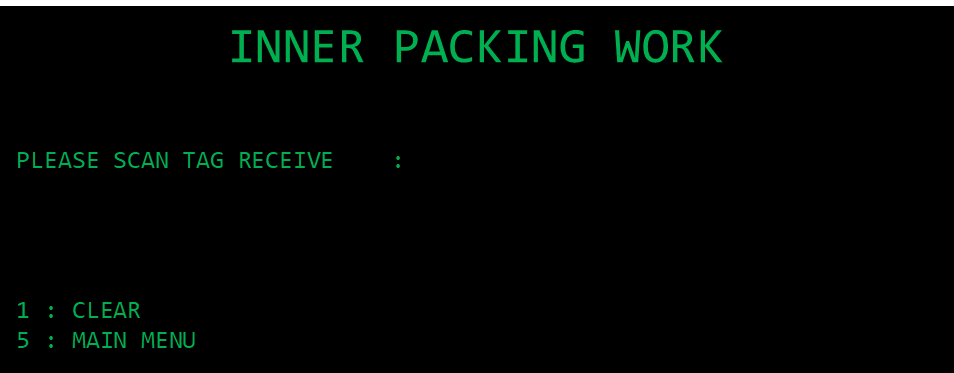 INNER PACKING WORK
PLEASE SCAN TAG RECEIVE :
1 : CLEAR
5 : MAIN MENU